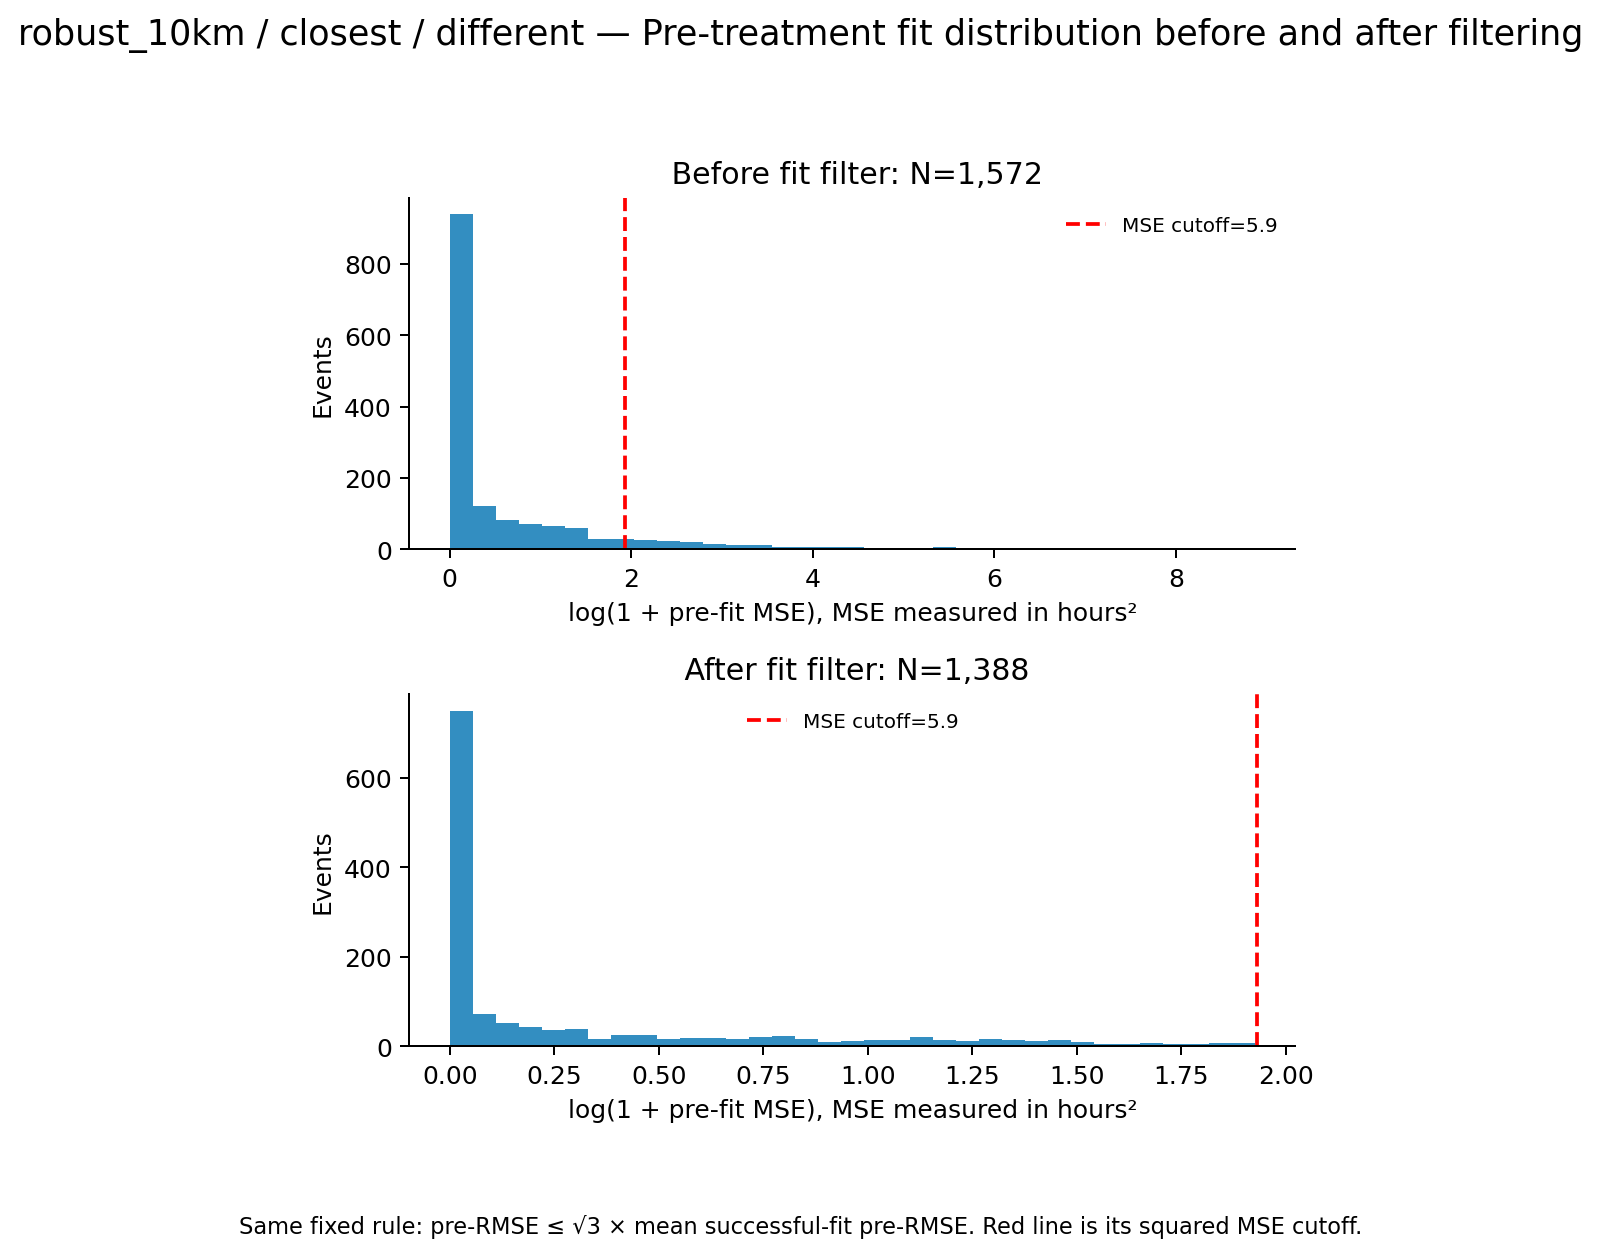 robust_10km / closest / different — Pre-treatment fit distribution before and after filtering
Before fit filter: N=1,572
MSE cutoff=5.9
Events
800
600
400
200
0
0 2 4 6 8
log(1 + pre-fit MSE), MSE measured in hours²
After fit filter: N=1,388
MSE cutoff=5.9
Events
600
400
200
0
0.00 0.25 0.50 0.75 1.00 1.25 1.50 1.75 2.00
log(1 + pre-fit MSE), MSE measured in hours²
Same fixed rule: pre-RMSE ≤ √3 × mean successful-fit pre-RMSE. Red line is its squared MSE cutoff.